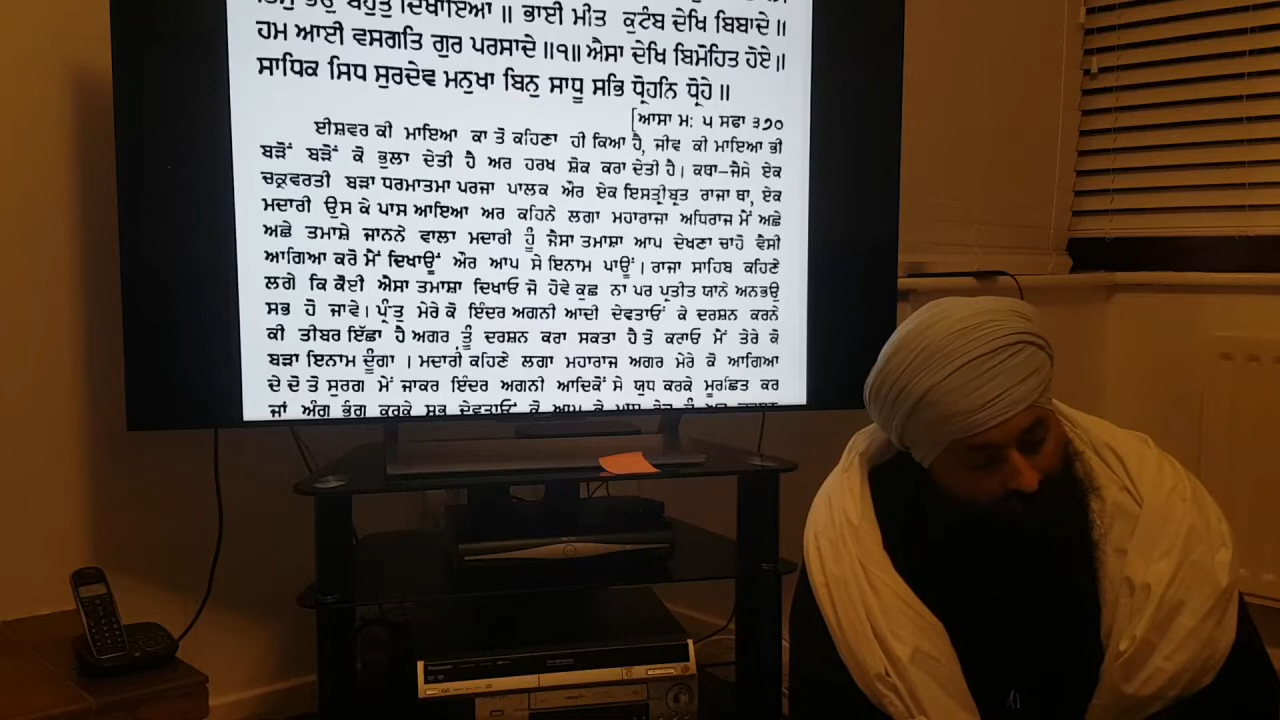 ਬਹੁਤੁ ਦਿਖਾਇਆ ॥ ਭਾਈ ਮੀਤ ਕੁਟੰਬ ਦੇਖਿ ਬਿਬਾਦੇ ॥
ਹਮ ਆਈ ਵਸਗਤਿ ਗੁਰ ਪਰਸਾਦੇ ॥੧॥ ਐਸਾ ਦੇਖਿ ਬਿਮੋਹਿਤ ਹੋਏ ॥
ਸਾਧਿਕ ਸਿਧ ਸੁਰਦੇਵ ਮਨੁਖਾ ਬਿਨੁ ਸਾਧੂ ਸਭਿ ਧ੍ਰੋਹਨਿ ਧ੍ਰੋਹੇ ॥
[ਆਸਾ ਮ: ੫ ਸਫਾ ੩੭੦
ਈਸ਼ਵਰ ਕੀ ਮਾਇਆ ਕਾ ਤੋ ਕਹਿਣਾ ਹੀ ਕਿਆ ਹੈ, ਜੀਵ ਕੀ ਮਾਇਆ ਭੀ
ਬੜੋਂ ਬੜੋਂ ਕੋ ਭੁਲਾ ਦੇਤੀ ਹੈ ਅਰ ਹਰਖ ਸ਼ੋਕ ਕਰਾ ਦੇਤੀ ਹੈ। ਕਥਾ—ਜੈਸੇ ਏਕ
ਚਕ੍ਰਵਰਤੀ ਬੜਾ ਧਰਮਾਤਮਾ ਪਰਜਾ ਪਾਲਕ ਔਰ ਏਕ ਇਸਤ੍ਰੀਬ੍ਰਤ ਰਾਜਾ ਥਾ, ਏਕ
ਮਦਾਰੀ ਉਸ ਕੇ ਪਾਸ ਆਇਆ ਅਰ ਕਹਿਨੇ ਲਗਾ ਮਹਾਰਾਜਾ ਅਧਿਰਾਜ ਮੈਂ ਅਛੇ
ਅਛੇ ਤਮਾਸ਼ੇ ਜਾਨਨੇ ਵਾਲਾ ਮਦਾਰੀ ਹੂੰ ਜੈਸਾ ਤਮਾਸ਼ਾ ਆਪ ਦੇਖਣਾ ਚਾਹੋ ਵੈਸੀ
ਆਗਿਆ ਕਰੋ ਮੈਂ ਦਿਖਾਊਂ ਔਰ ਆਪ ਸੇ ਇਨਾਮ ਪਾਊਂ। ਰਾਜਾ ਸਾਹਿਬ ਕਹਿਣੇ
ਲਗੇ ਕਿ ਕੋਈ ਐਸਾ ਤਮਾਸ਼ਾ ਦਿਖਾਓ ਜੋ ਹੋਵੇ ਕੁਛ ਨਾ ਪਰ ਪ੍ਰਤੀਤ ਯਾਨੇ ਅਨਭਉ
ਸਭ ਹੋ ਜਾਵੇ। ਪ੍ਰੰਤੂ ਮੇਰੇ ਕੋ ਇੰਦਰ ਅਗਨੀ ਆਦੀ ਦੇਵਤਾਓਂ ਕੇ ਦਰਸ਼ਨ ਕਰਨੇ
ਕੀ ਤੀਬਰ ਇੱਛਾ ਹੈ ਅਗਰ ਤੂੰ ਦਰਸ਼ਨ ਕਰਾ ਸਕਤਾ ਹੈ ਤੋ ਕਰਾਓ ਮੈਂ ਤੇਰੇ ਕੋ
ਬੜਾ ਇਨਾਮ ਦੂੰਗਾ । ਮਦਾਰੀ ਕਹਿਣੇ ਲਗਾ ਮਹਾਰਾਜ ਅਗਰ ਮੇਰੇ ਕੋ ਆਗਿਆ
ਦੇ ਦੋ ਤੋ ਸੁਰਗ ਮੇਂ ਜਾਕਰ ਇੰਦਰ ਅਗਨੀ ਆਦਿਕੋਂ ਸੇ ਯੁਧ ਕਰਕੇ ਮੂਰਛਿਤ ਕਰ
ਜਾਂ ਅੰਗ ਭੰਗ ਕਰਕੇ ਸਭ ਦੇਵਤਾਓਂ ਕੋ ਆਪ ਕੇ ਪਾਸ
Panasonic